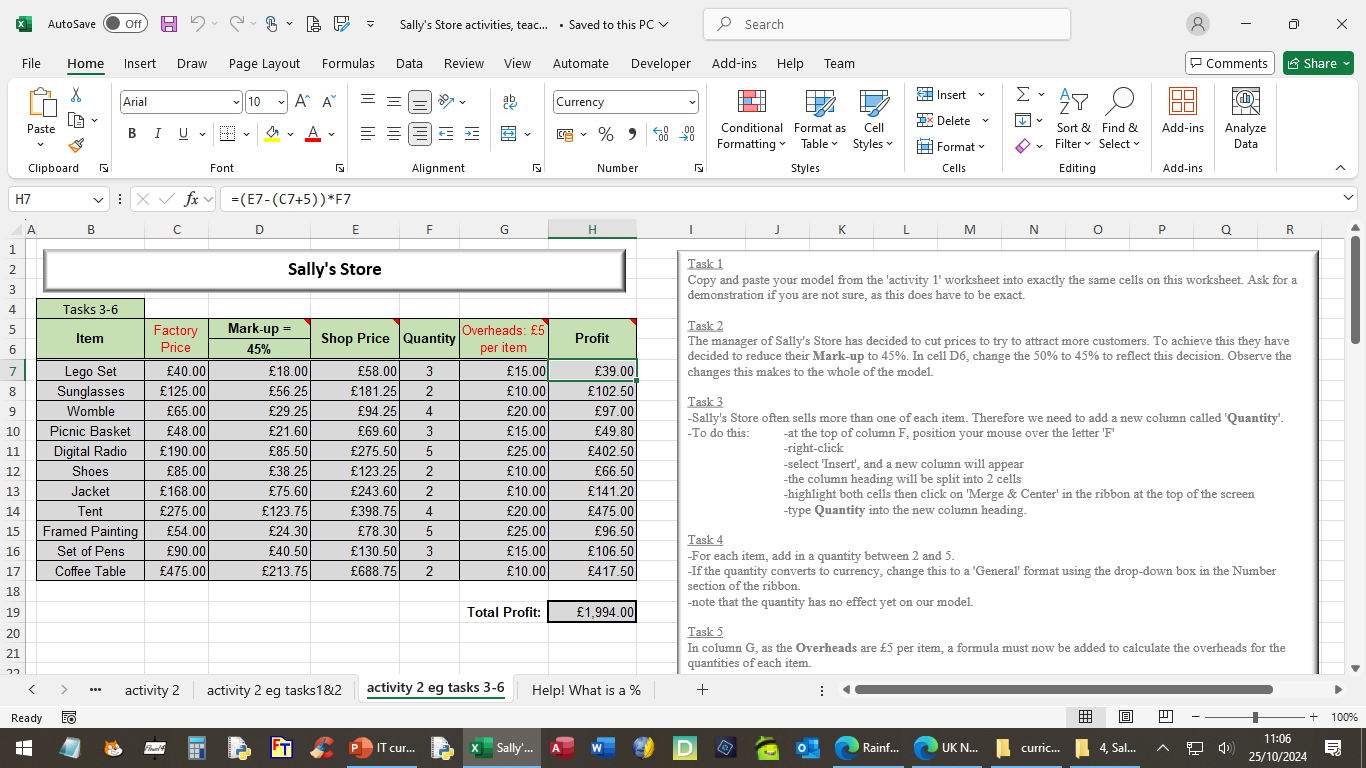 AutoSave Off Sally's Store activities, teac... • Saved to this PC Search
File Home Insert Draw Page Layout Formulas Data Review View Automate Developer Add-ins Help Team Comments Share
Paste Arial 10 ab Currency Insert
B I U A % Conditional Format as Cell Delete Sort & Find & Add-ins Analyze
Formatting Table Styles Format Filter Select Data
Clipboard Font Alignment Number Styles Cells Editing Add-ins
H7 fx =(E7-(C7+5))*F7
A B C D E F G H I J K L M N O P Q R
1
2 Sally's Store
3
4 Tasks 3-6
5 Item Factory Mark-up = Shop Price Quantity Overheads: £5 Profit
6 Price 45% per item
7 Lego Set £40.00 £18.00 £58.00 3 £15.00 £39.00
8 Sunglasses £125.00 £56.25 £181.25 2 £10.00 £102.50
9 Womble £65.00 £29.25 £94.25 4 £20.00 £97.00
10 Picnic Basket £48.00 £21.60 £69.60 3 £15.00 £49.80
11 Digital Radio £190.00 £85.50 £275.50 5 £25.00 £402.50
12 Shoes £85.00 £38.25 £123.25 2 £10.00 £66.50
13 Jacket £168.00 £75.60 £243.60 2 £10.00 £141.20
14 Tent £275.00 £123.75 £398.75 4 £20.00 £475.00
15 Framed Painting £54.00 £24.30 £78.30 5 £25.00 £96.50
16 Set of Pens £90.00 £40.50 £130.50 3 £15.00 £106.50
17 Coffee Table £475.00 £213.75 £688.75 2 £10.00 £417.50
18
19 Total Profit: £1,994.00
20
21
22
Task 1
Copy and paste your model from the 'activity 1' worksheet into exactly the same cells on this worksheet. Ask for a
demonstration if you are not sure, as this does have to be exact.
Task 2
The manager of Sally's Store has decided to cut prices to try to attract more customers. To achieve this they have
decided to reduce their Mark-up to 45%. In cell D6, change the 50% to 45% to reflect this decision. Observe the
changes this makes to the whole of the model.
Task 3
-Sally's Store often sells more than one of each item. Therefore we need to add a new column called 'Quantity'.
-To do this: -at the top of column F, position your mouse over the letter 'F'
-right-click
-select 'Insert', and a new column will appear
-the column heading will be split into 2 cells
-highlight both cells then click on 'Merge & Center' in the ribbon at the top of the screen
-type Quantity into the new column heading.
Task 4
-For each item, add in a quantity between 2 and 5.
-If the quantity converts to currency, change this to a 'General' format using the drop-down box in the Number
section of the ribbon.
-note that the quantity has no effect yet on our model.
Task 5
In column G, as the Overheads are £5 per item, a formula must now be added to calculate the overheads for the
quantities of each item.
... activity 2 activity 2 eg tasks1&2 activity 2 eg tasks 3-6 Help! What is a %
Ready 100%
IT cur... Sally'... Rainf... UK N... curric... 4, Sal... 11:06
25/10/2024